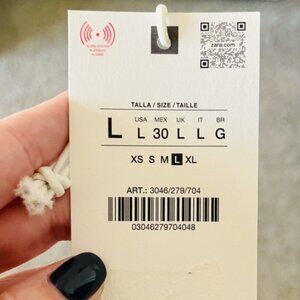 zara.com
TALLA / SIZE / TAILLE
USA MEX UK IT BR
L L 30 L L G
XS S M L XL
ART.: 3046/279/704
03046279704048